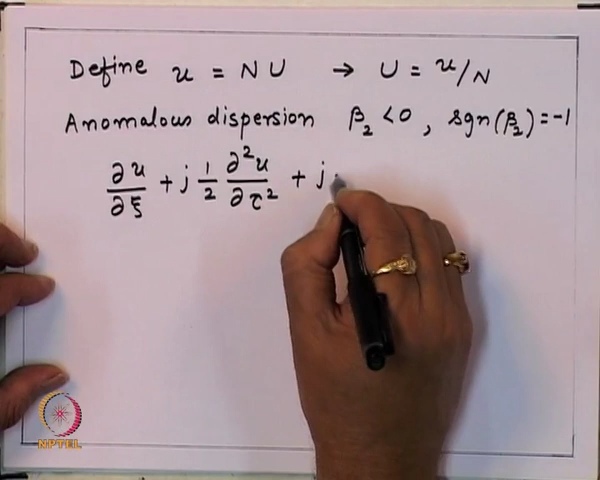 Define u = N U → U = u/N
Anomalous dispersion β₂ < 0, sgn(β₂) = -1
∂u/∂ξ + j 1/2 ∂²u/∂τ² + j
NPTEL